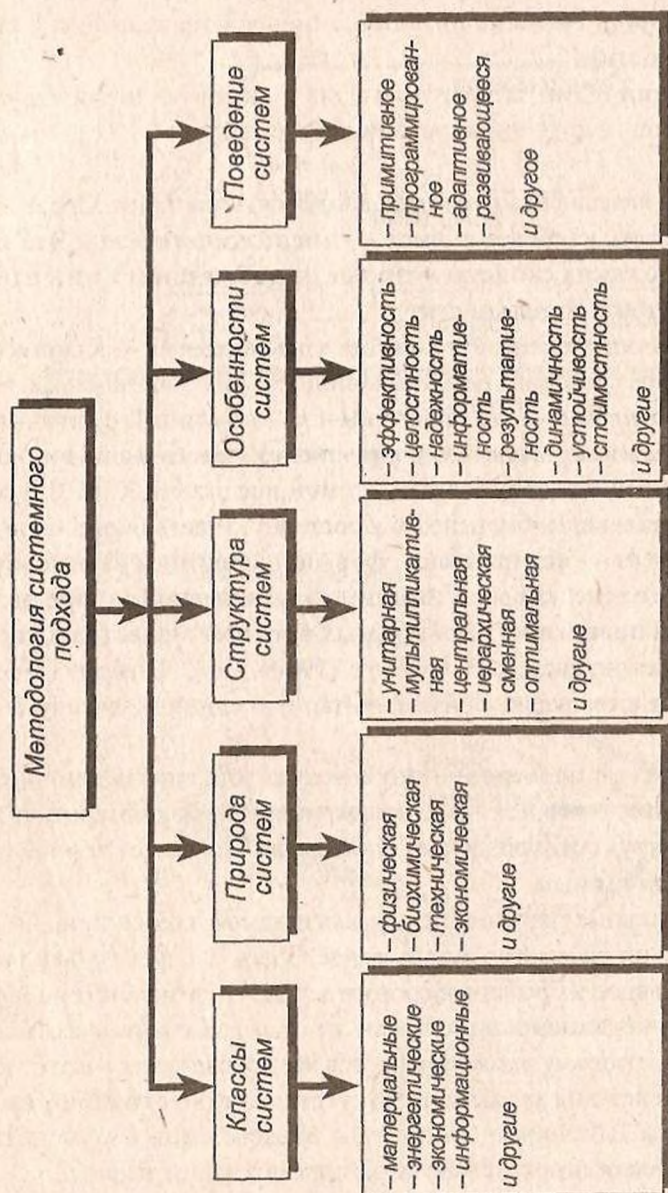 Методология системного
подхода
Классы
систем
Природа
систем
Структура
систем
Особенности
систем
Поведение
систем
– материальные
– энергетические
– экономические
– информационные
и другие
– физическая
– биохимическая
– техническая
– экономическая
и другие
– унитарная
– мультипликатив-
ная
– центральная
– иерархическая
– сменная
– оптимальная
и другие
– эффективность
– целостность
– надежность
– информатив-
ность
– результатив-
ность
– динамичность
– устойчивость
– стоимостность
и другие
– примитивное
– программирован-
ное
– адаптивное
– развивающееся
и другое